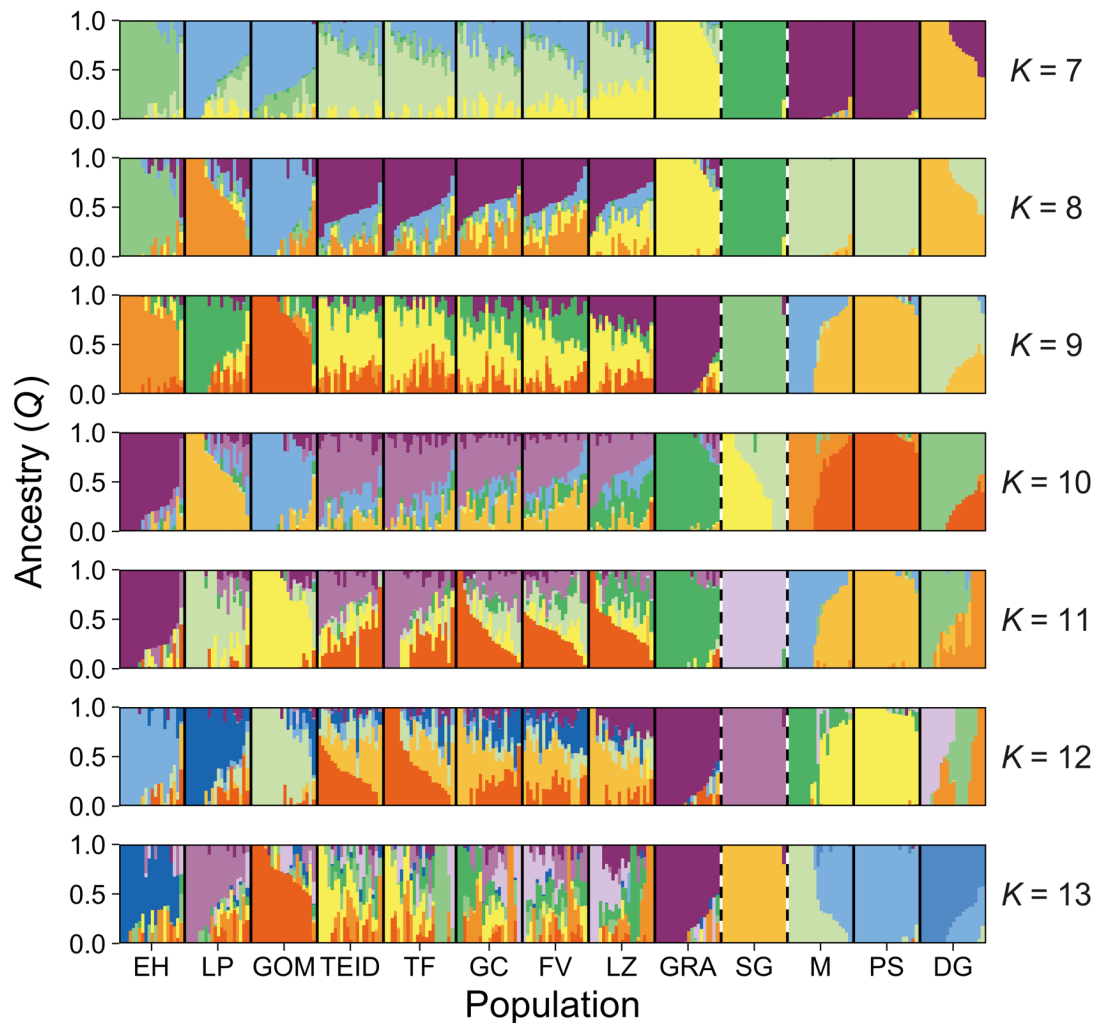 1.0
0.5
0.0
K = 7
1.0
0.5
0.0
K = 8
1.0
0.5
0.0
K = 9
1.0
0.5
0.0
K = 10
1.0
0.5
0.0
K = 11
1.0
0.5
0.0
K = 12
1.0
0.5
0.0
K = 13
Ancestry (Q)
EH LP GOM TEID TF GC FV LZ GRA SG M PS DG
Population